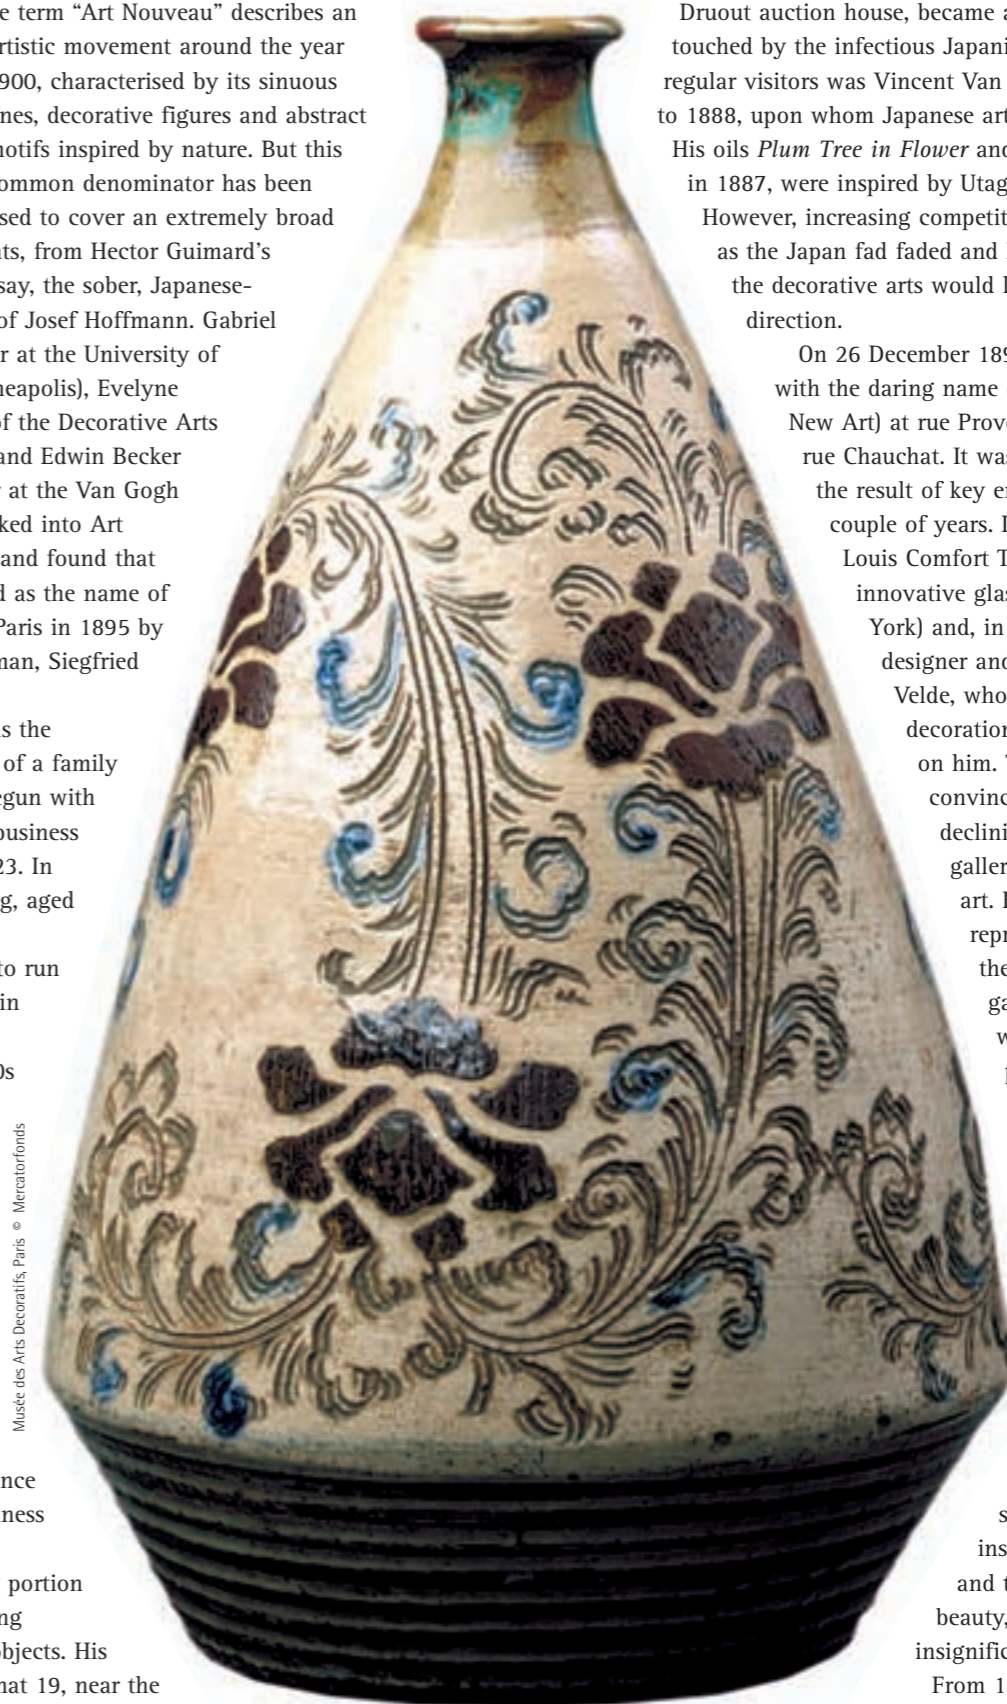 e term “Art Nouveau” describes an
rtistic movement around the year
900, characterised by its sinuous
nes, decorative figures and abstract
notifs inspired by nature. But this
ommon denominator has been
sed to cover an extremely broad
ts, from Hector Guimard’s
say, the sober, Japanese-
of Josef Hoffmann. Gabriel
r at the University of
neapolis), Evelyne
of the Decorative Arts
and Edwin Becker
r at the Van Gogh
ked into Art
and found that
d as the name of
Paris in 1895 by
man, Siegfried
s the
of a family
egun with
business
23. In
g, aged
to run
in
0s
Musée des Arts Decoratifs, Paris © Mercatorfonds
nce
ness
portion
ng
objects. His
hat 19, near the
Druout auction house, became a
touched by the infectious Japani
regular visitors was Vincent Van
to 1888, upon whom Japanese art
His oils Plum Tree in Flower and
in 1887, were inspired by Utag
However, increasing competit
as the Japan fad faded and
the decorative arts would
direction.
On 26 December 189
with the daring name
New Art) at rue Prov
rue Chauchat. It was
the result of key e
couple of years. I
Louis Comfort T
innovative glas
York) and, in
designer and
Velde, who
decoration
on him. T
convinc
declini
galler
art.
repr
the
ga
w
s
ins
and t
beauty,
insignific
From 1